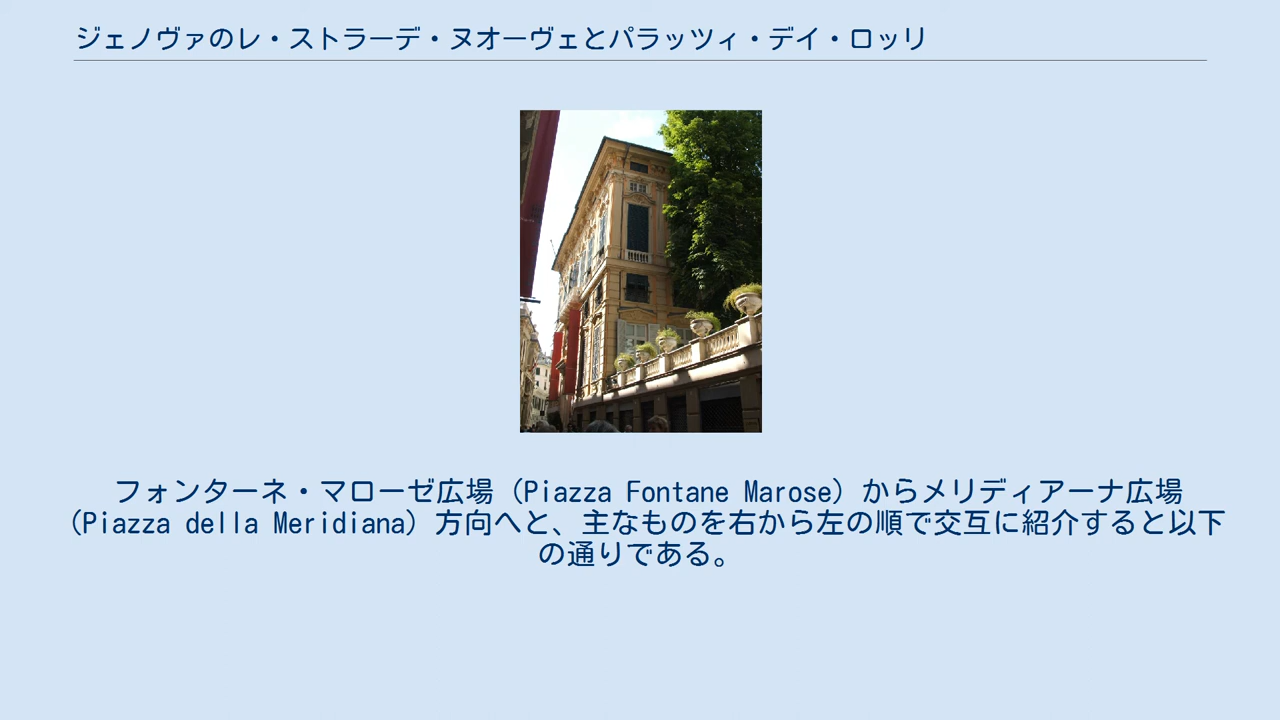 ジェノヴァのレ・ストラーデ・ヌオーヴェとパラッツィ・デイ・ロッリ
フォンターネ・マローゼ広場（Piazza Fontane Marose）からメリディアーナ広場
（Piazza della Meridiana）方向へと、主なものを右から左の順で交互に紹介すると以下
の通りである。